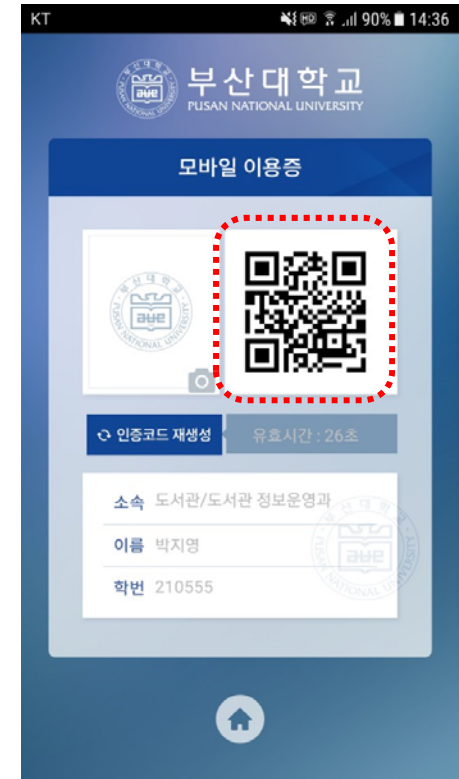 KT HD 90% 14:36
부산대학교
PUSAN NATIONAL UNIVERSITY
모바일 이용증
인증코드 재생성 유효시간 : 26초
소속 도서관/도서관 정보운영과
이름 박지명
학번 210555